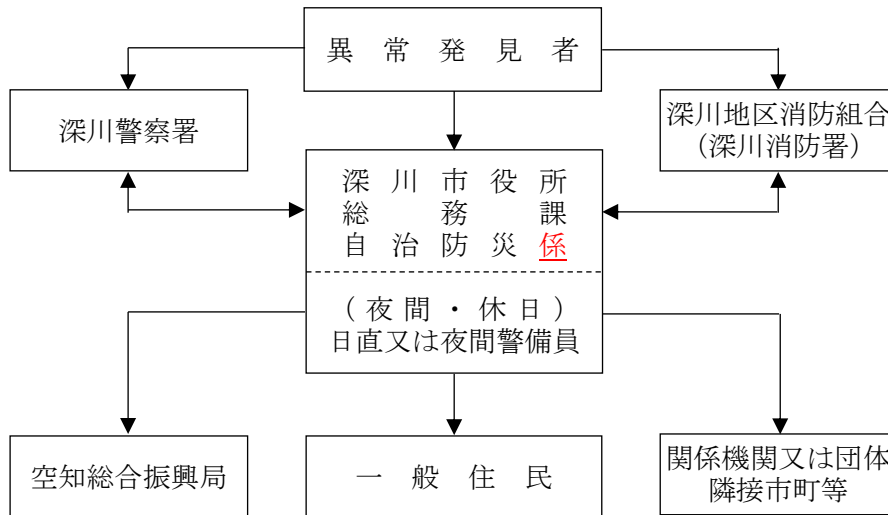 異常発見者
深川警察署
深川地区消防組合
（深川消防署）
深川市役所
総務課
自治防災係
（夜間・休日）
日直又は夜間警備員
空知総合振興局
一般住民
関係機関又は団体
隣接市町等